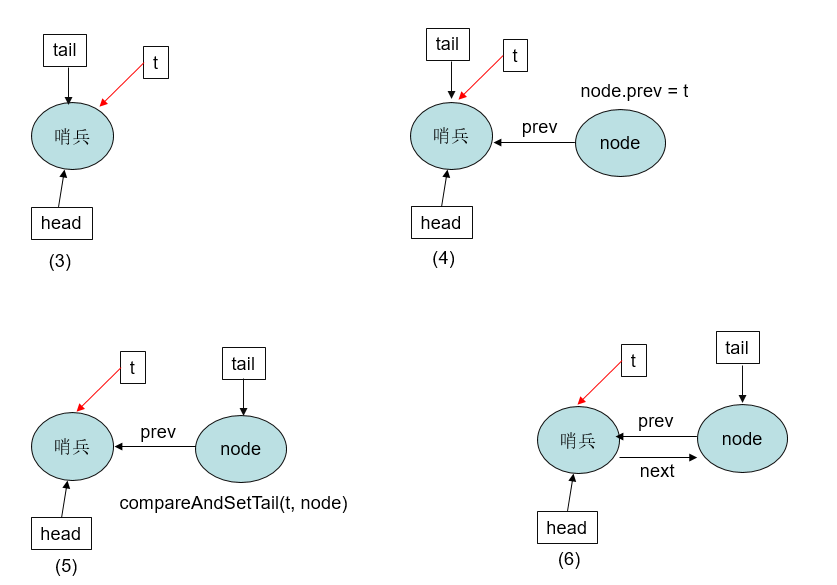 tail
t
哨兵
head
(3)
tail
t
node.prev = t
prev
哨兵
node
head
(4)
t
tail
prev
哨兵
node
compareAndSetTail(t, node)
head
(5)
t
tail
prev
哨兵
node
next
head
(6)